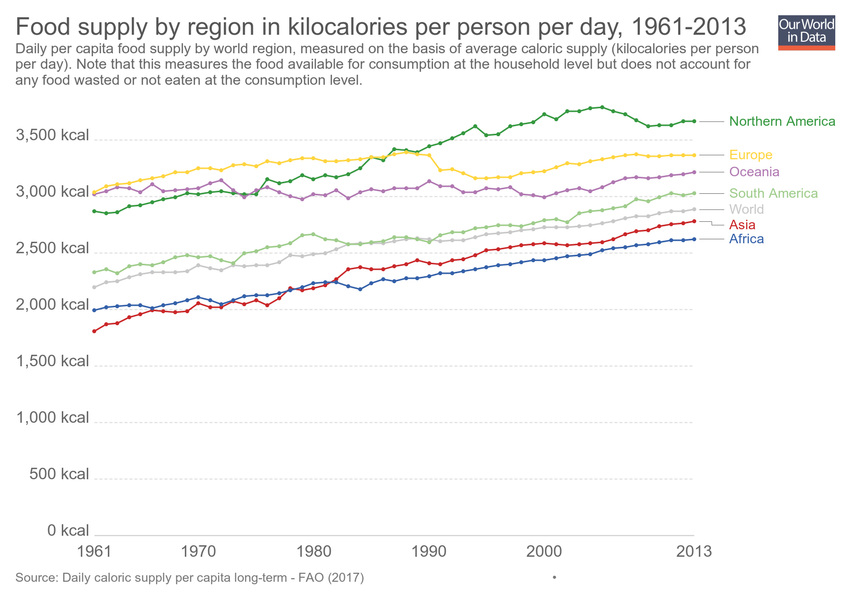 Food supply by region in kilocalories per person per day, 1961-2013
Our World
in Data
Daily per capita food supply by world region, measured on the basis of average caloric supply (kilocalories per person
per day). Note that this measures the food available for consumption at the household level but does not account for
any food wasted or not eaten at the consumption level.
3,500 kcal
3,000 kcal
2,500 kcal
2,000 kcal
1,500 kcal
1,000 kcal
500 kcal
0 kcal
Northern America
Europe
Oceania
South America
World
Asia
Africa
1961
1970
1980
1990
2000
2013
Source: Daily caloric supply per capita long-term - FAO (2017)
•